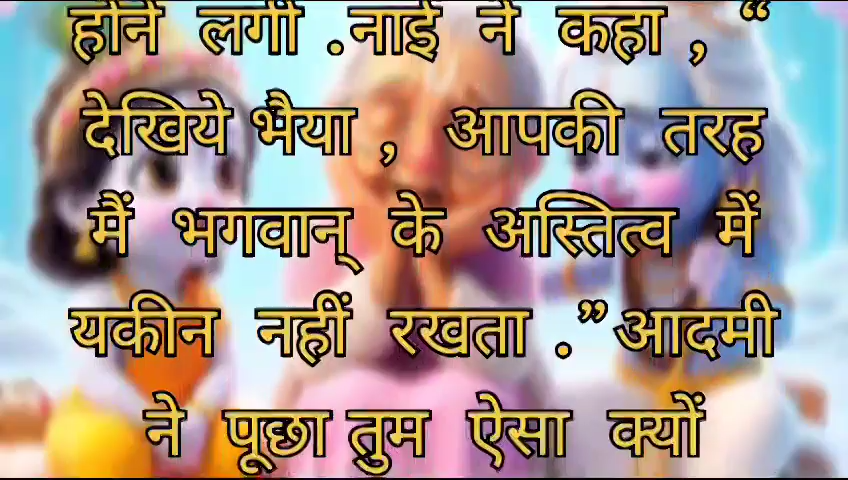 होने लगी .नाई ने कहा , “
देखिये भैया , आपकी तरह
मैं भगवान् के अस्तित्व में
यकीन नहीं रखता .”आदमी
ने पूछा तुम ऐसा क्यों